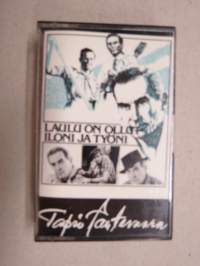 LAULU ON OLLUT
ILONI JA TYÖNI
Tapio Rautavaara